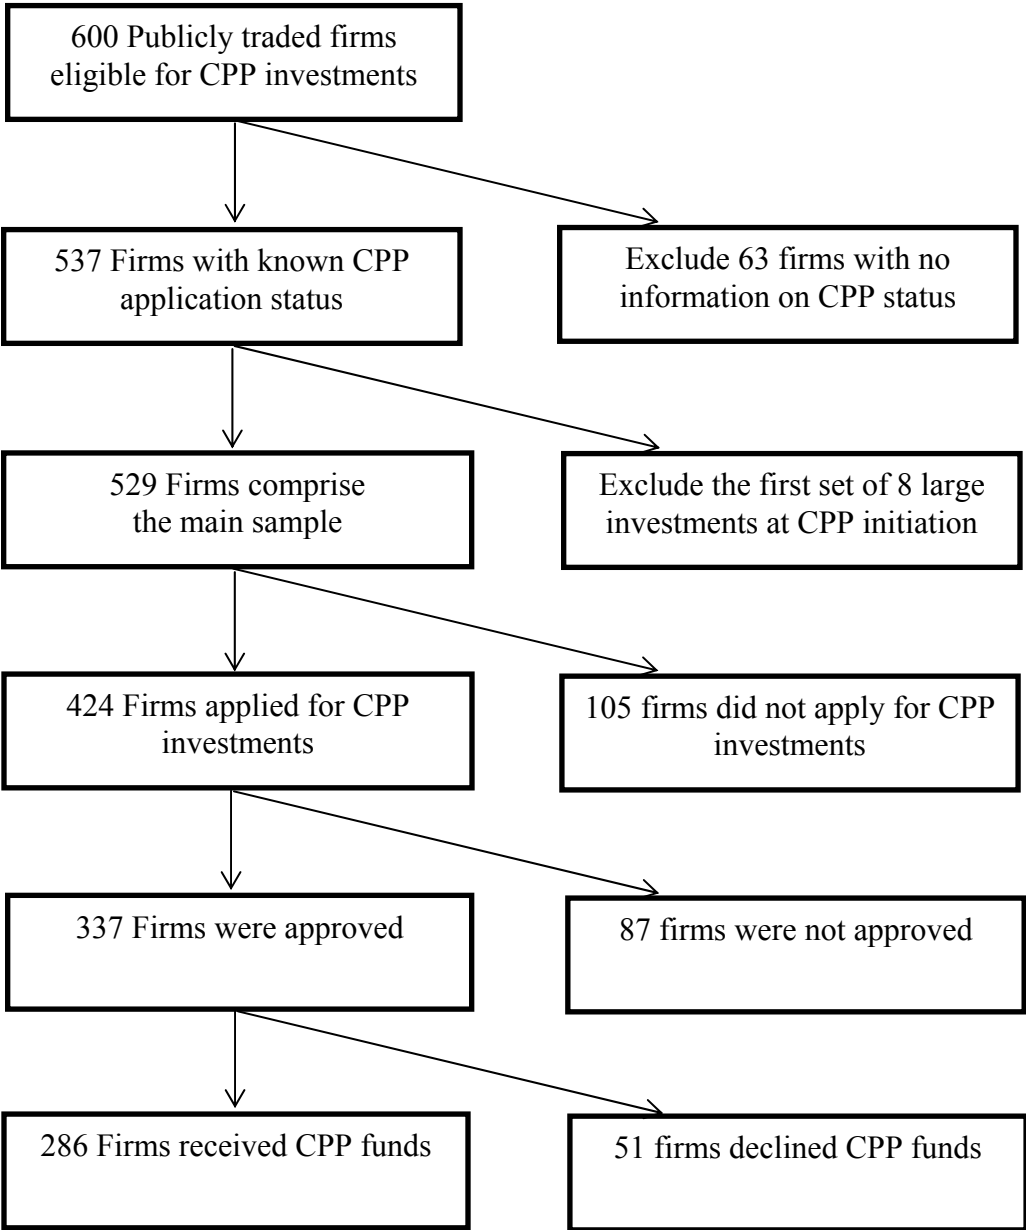 600 Publicly traded firms
eligible for CPP investments
537 Firms with known CPP
application status
Exclude 63 firms with no
information on CPP status
529 Firms comprise
the main sample
Exclude the first set of 8 large
investments at CPP initiation
424 Firms applied for CPP
investments
105 firms did not apply for CPP
investments
337 Firms were approved
87 firms were not approved
286 Firms received CPP funds
51 firms declined CPP funds